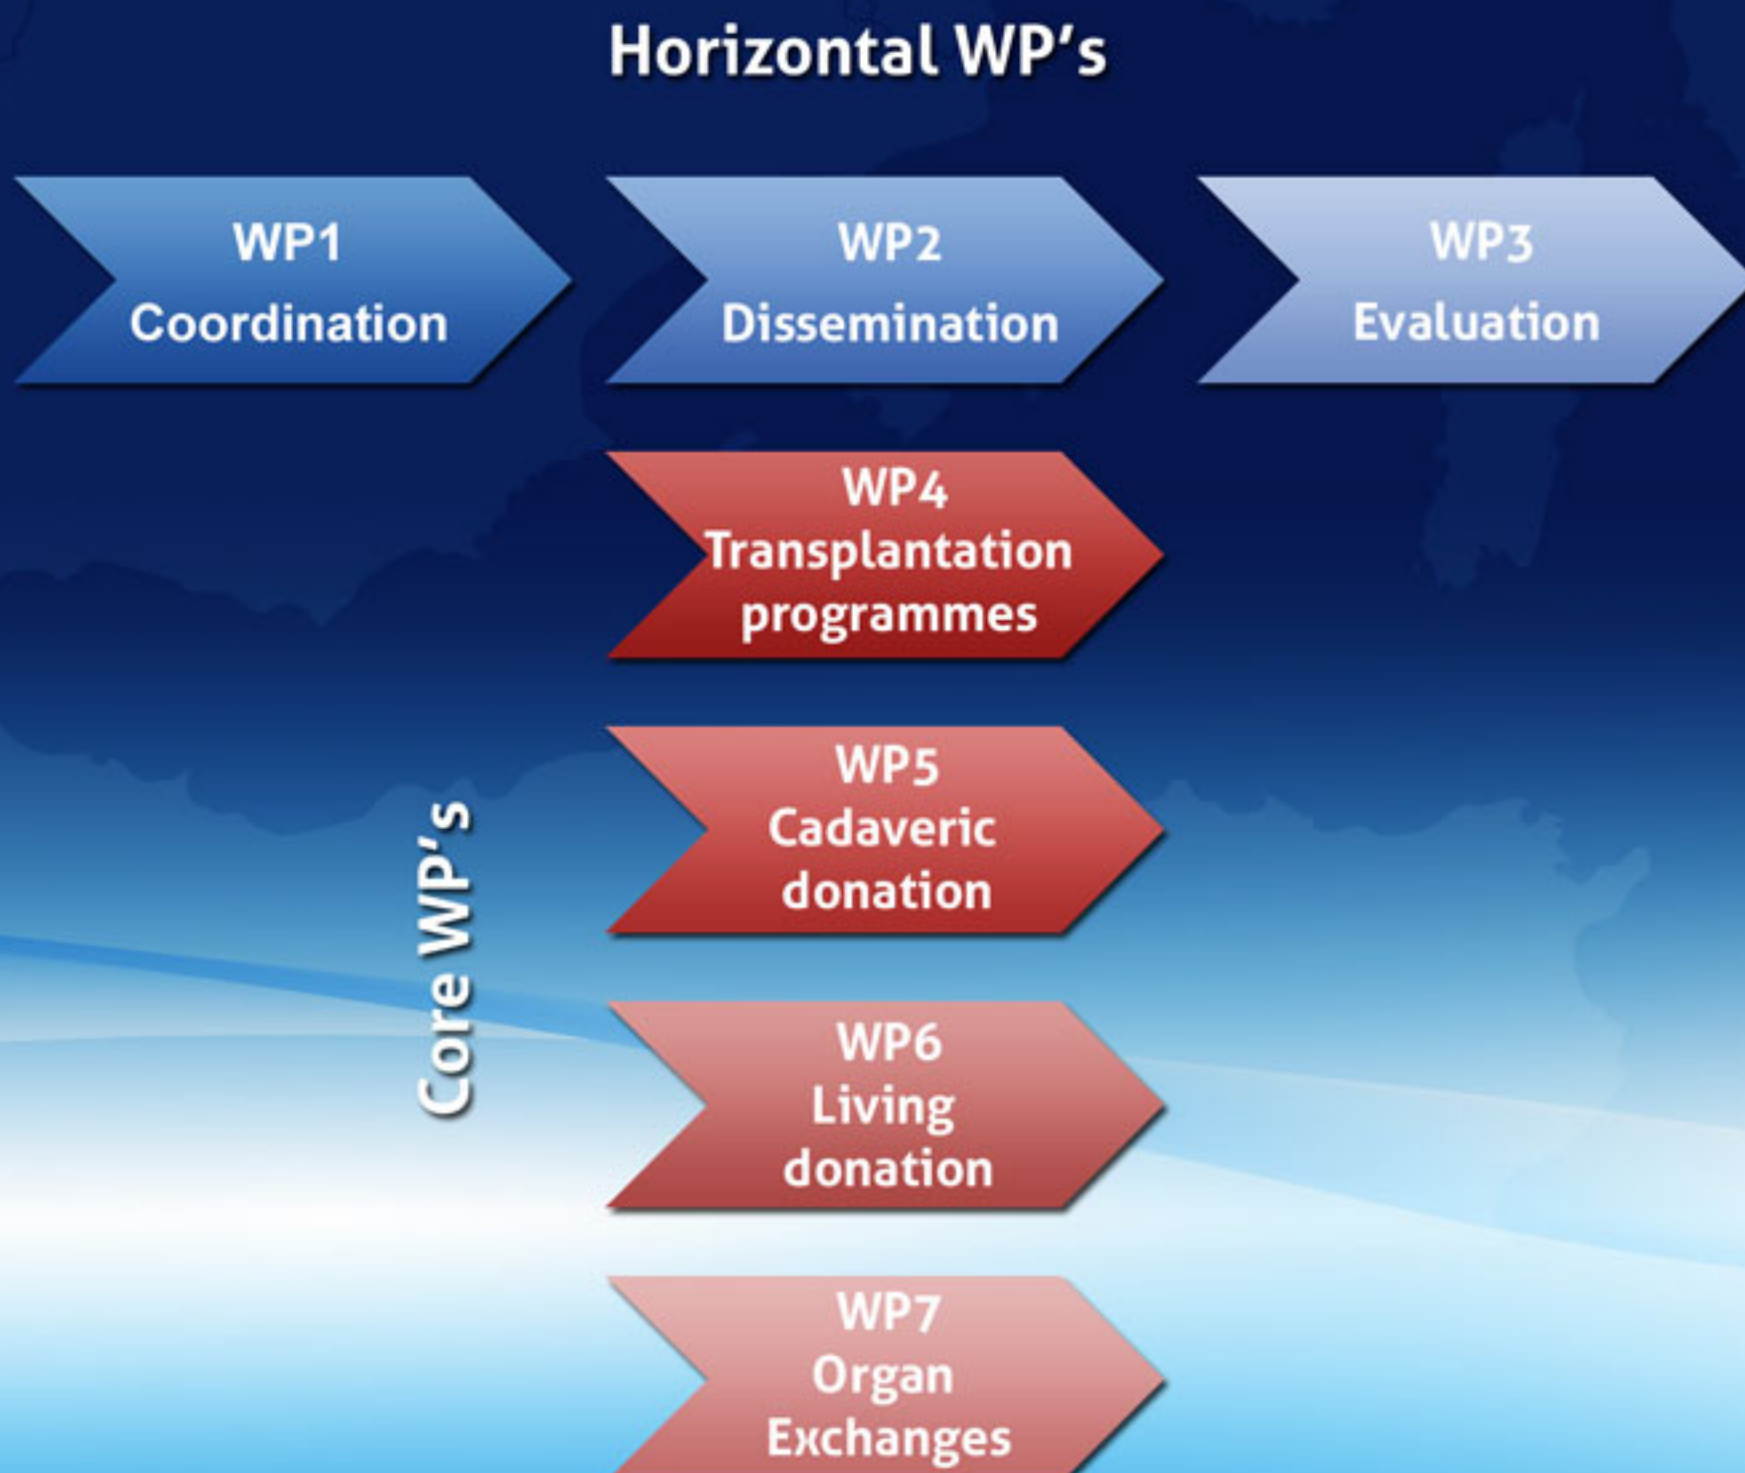 Horizontal WP's
WP1
Coordination
WP2
Dissemination
WP3
Evaluation
WP4
Transplantation
programmes
Core WP's
WP5
Cadaveric
donation
WP6
Living
donation
WP7
Organ
Exchanges